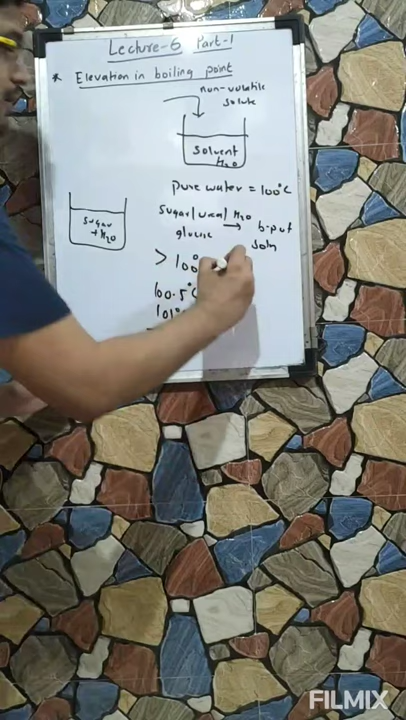 Lecture-6 Part-1
* Elevation in boiling point
non-volatile
solute
Solvent
H₂O
pure water = 100°C
Sugar
+ H₂O
Sugar/urea/
glucose
H₂O
→ b.p of
soln
> 100°
100.5°C
101°
FILMIX